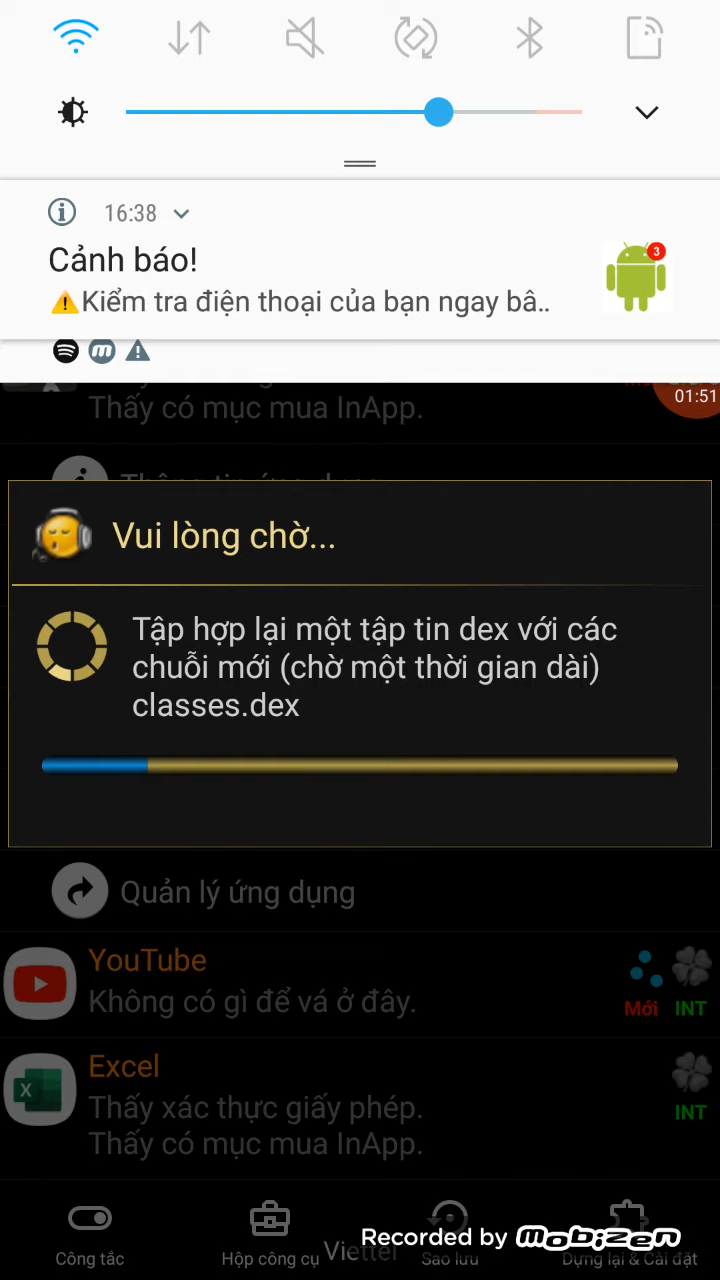 16:38
Cảnh báo!
⚠Kiểm tra điện thoại của bạn ngay bâ..
3
01:51
Thấy có mục mua InApp.
Vui lòng chờ...
Tập hợp lại một tập tin dex với các
chuỗi mới (chờ một thời gian dài)
classes.dex
Quản lý ứng dụng
YouTube
Không có gì để vá ở đây.
Mới INT
Excel
Thấy xác thực giấy phép.
Thấy có mục mua InApp.
INT
Recorded by mobizen
Công tắc
Hộp công cụ
Viettel
Sao lưu
Dựng lại & Cài đặt